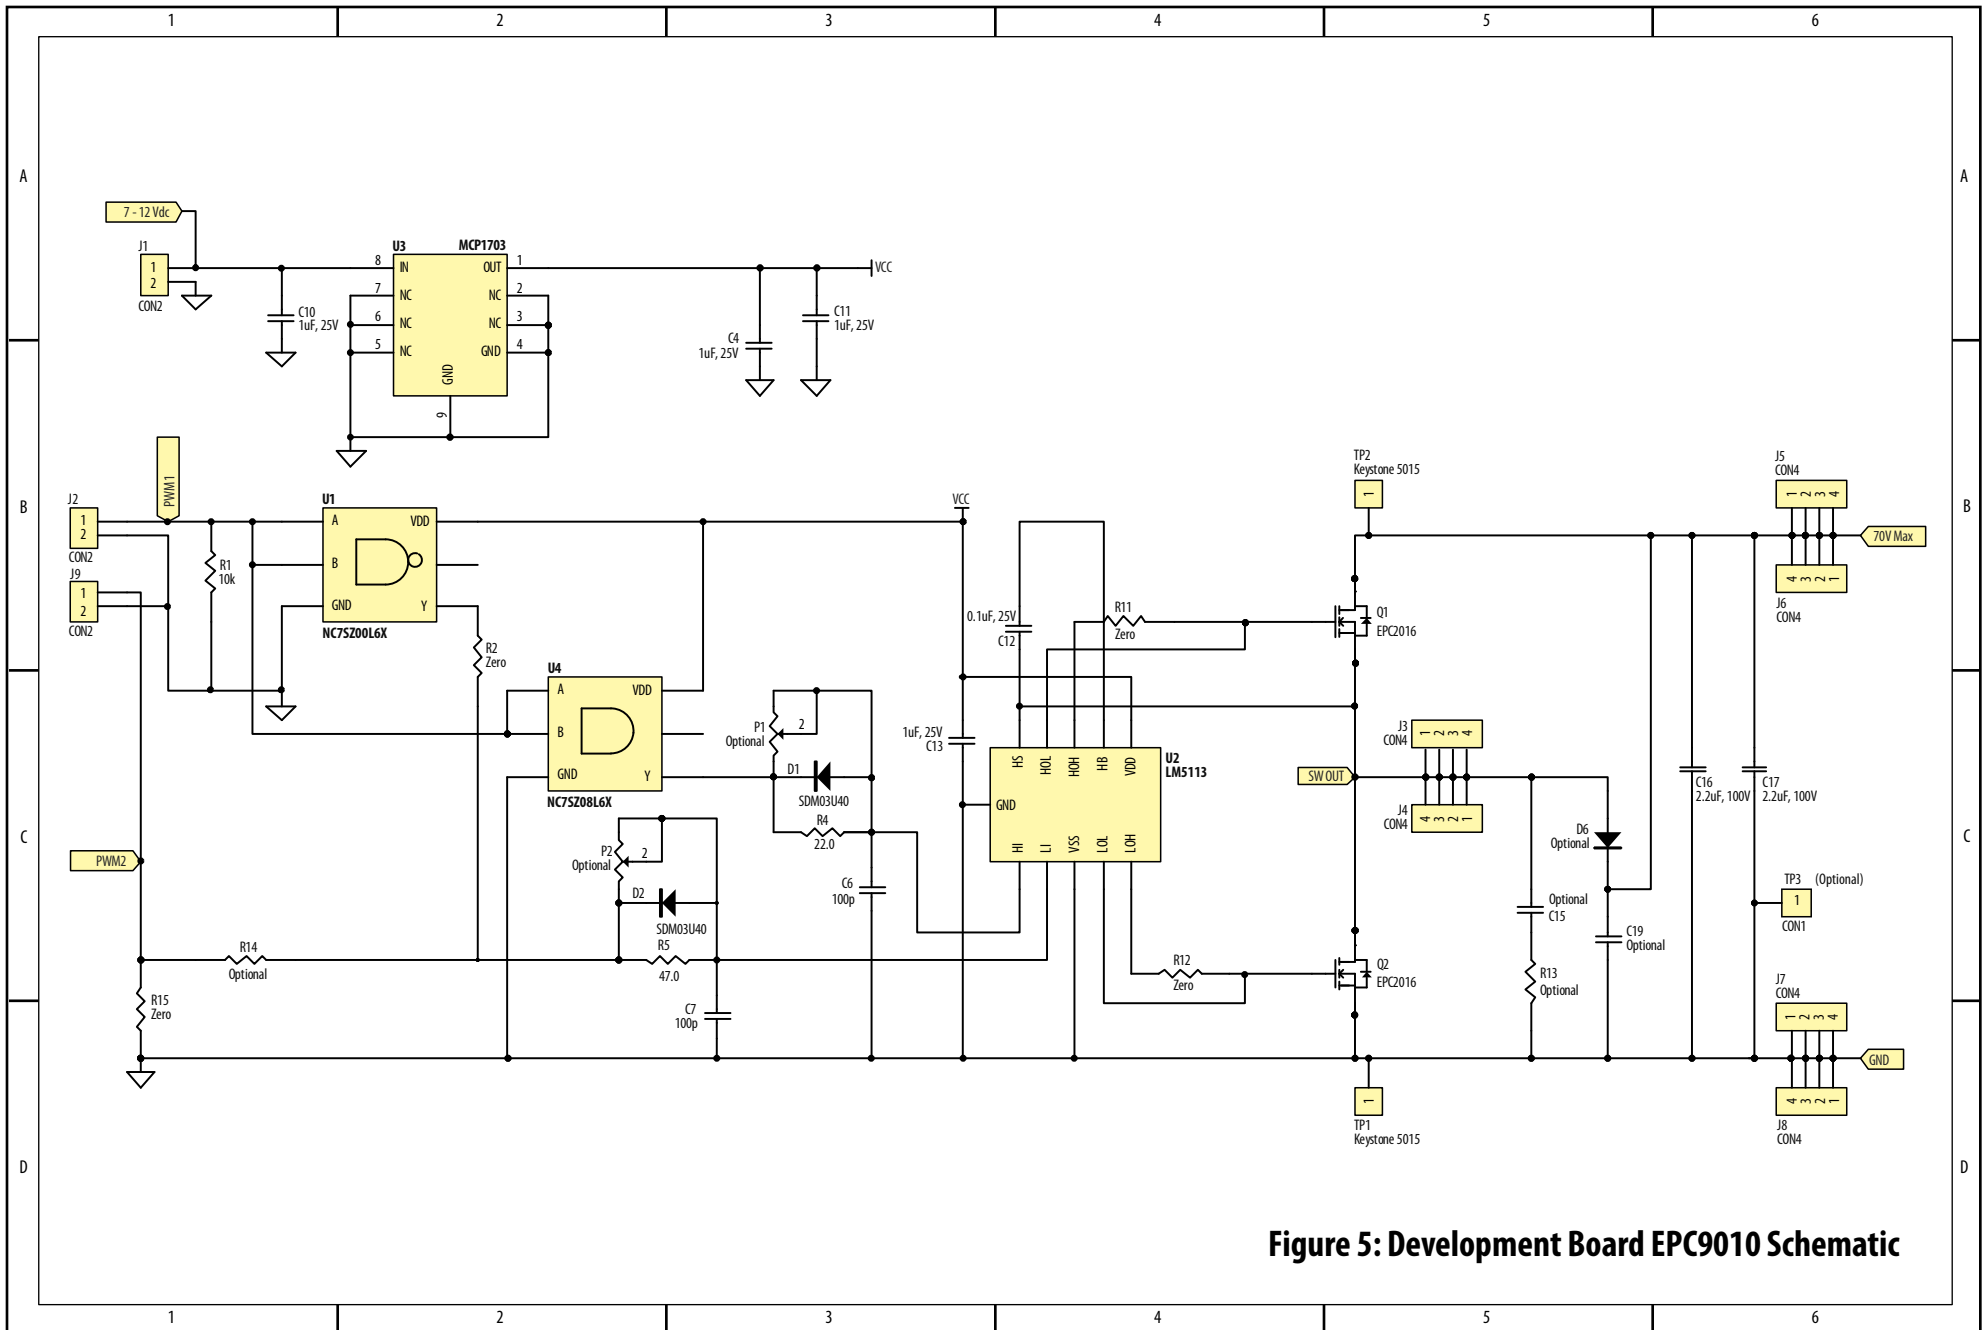 1 2 3 4 5 6
A A
7 - 12 Vdc
J1
1
2
CON2
C10
1uF, 25V
U3 MCP1703
8 IN OUT 1
7 NC NC 2
6 NC NC 3
5 NC GND 4
GND
9
VCC
C4
1uF, 25V
C11
1uF, 25V
B B
PWM1
J2
1
2
CON2
J9
1
2
CON2
R1
10k
U1
A VDD
B
GND Y
NC7SZ00L6X
R2
Zero
U4
A VDD
B
GND Y
NC7SZ08L6X
VCC
P1
Optional
2
D1
SDM03U40
R4
22.0
C6
100p
P2
Optional
2
D2
SDM03U40
R5
47.0
C7
100p
1uF, 25V
C13
0.1uF, 25V
C12
R11
Zero
U2
LM5113
HS HOL HOH HB VDD
GND
HI LI VSS LOL LOH
R12
Zero
TP2
Keystone 5015
1
Q1
EPC2016
J3
CON4
1 2 3 4
SW OUT
J4
CON4
4 3 2 1
Q2
EPC2016
D6
Optional
Optional
C15
C19
Optional
R13
Optional
J5
CON4
1 2 3 4
70V Max
4 3 2 1
J6
CON4
C16
2.2uF, 100V
C17
2.2uF, 100V
TP3 (Optional)
1
CON1
J7
CON4
1 2 3 4
GND
4 3 2 1
J8
CON4
C C
PWM2
R14
Optional
R15
Zero
1
TP1
Keystone 5015
D D
Figure 5: Development Board EPC9010 Schematic
1 2 3 4 5 6